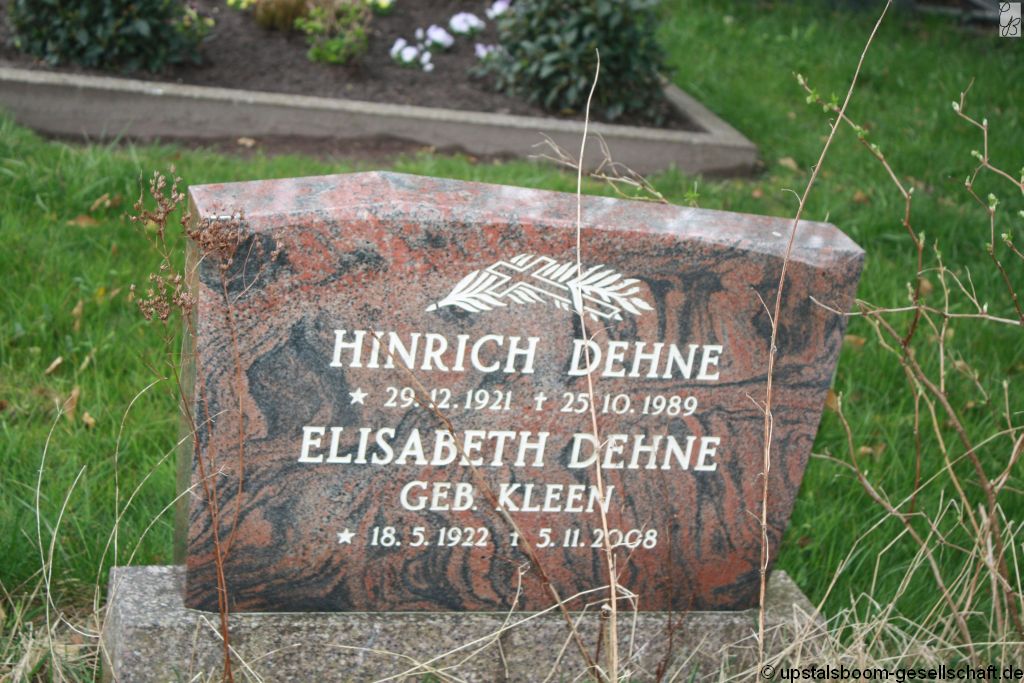 HINRICH DEHNE
★ 29.12.1921 † 25.10.1989
ELISABETH DEHNE
GEB. KLEEN
★ 18.5.1922 † 5.11.2008
© upstalsboom-gesellschaft.de